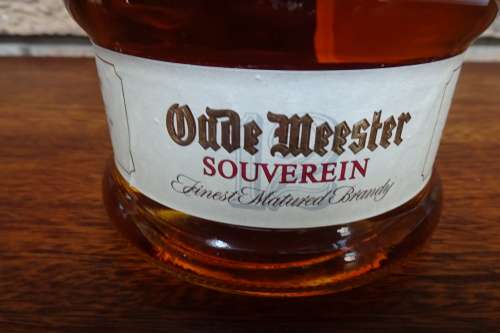 Oude Meester
SOUVEREIN
Finest Matured Brandy